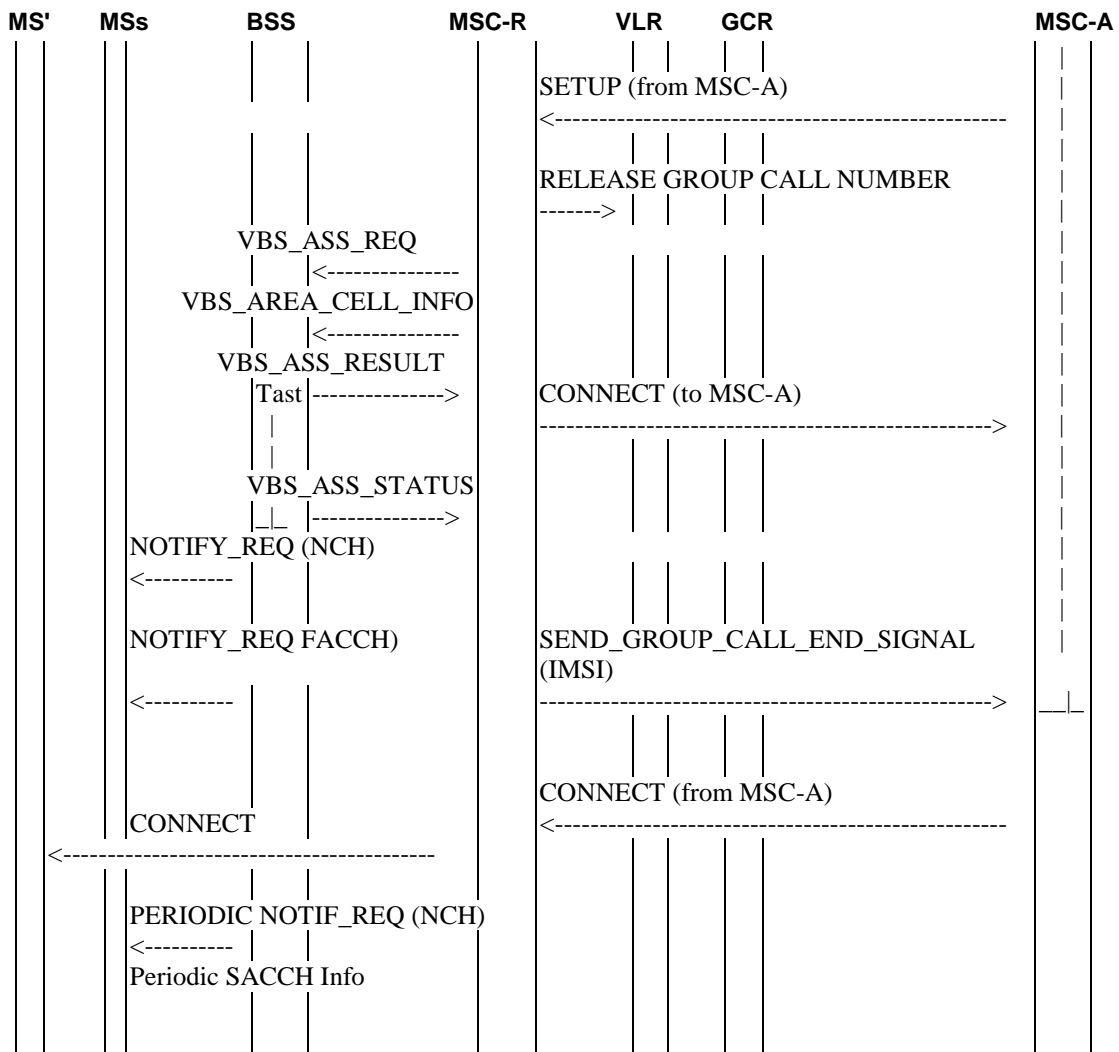 MS' MSs BSS MSC-R VLR GCR MSC-A
SETUP (from MSC-A)
<--------------------------------------------------
RELEASE GROUP CALL NUMBER
------->
VBS_ASS_REQ
<---------------
VBS_AREA_CELL_INFO
<---------------
VBS_ASS_RESULT
Tast ---------------> CONNECT (to MSC-A)
-------------------------------------------------->
VBS_ASS_STATUS
_|_ --------------->
NOTIFY_REQ (NCH)
<----------
NOTIFY_REQ FACCH) SEND_GROUP_CALL_END_SIGNAL
(IMSI)
<---------- --------------------------------------------------> __|_
CONNECT (from MSC-A)
CONNECT <--------------------------------------------------
<-----------------------------------------
PERIODIC NOTIF_REQ (NCH)
<----------
Periodic SACCH Info